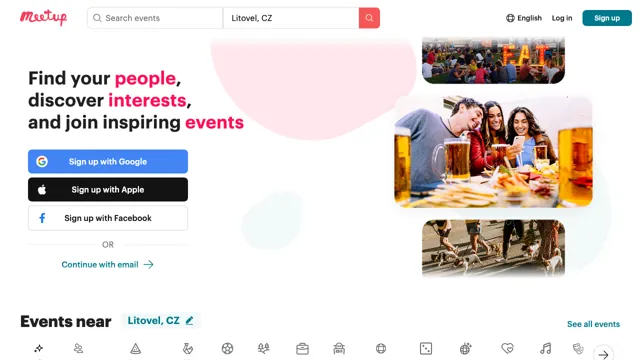 Meetup
Search events
Litovel, CZ
English
Log in
Sign up
EAT
Find your people,
discover interests,
and join inspiring events
Sign up with Google
Sign up with Apple
Sign up with Facebook
OR
Continue with email
Events near
Litovel, CZ
See all events